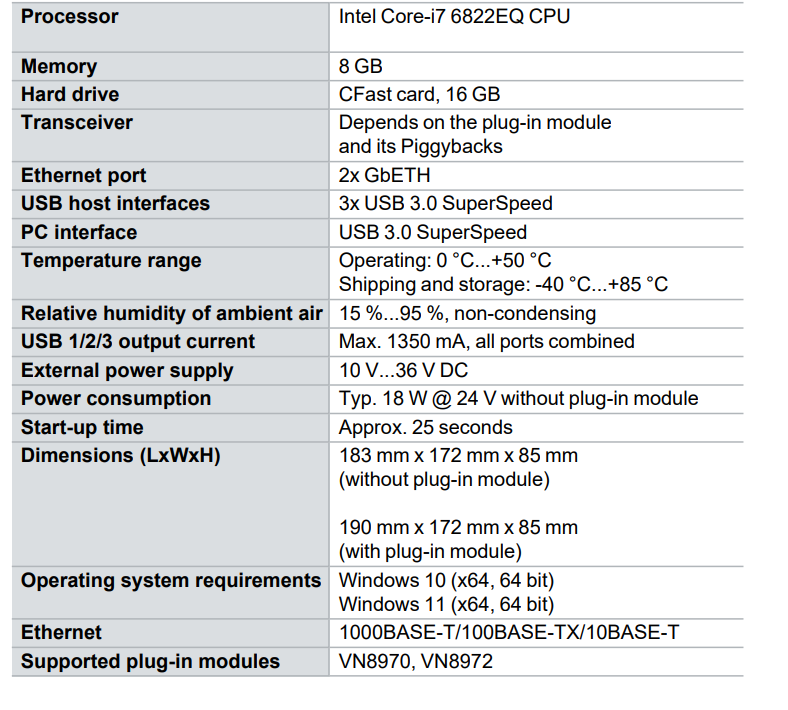 Processor Intel Core-i7 6822EQ CPU
Memory 8 GB
Hard drive CFast card, 16 GB
Transceiver Depends on the plug-in module
and its Piggybacks
Ethernet port 2x GbETH
USB host interfaces 3x USB 3.0 SuperSpeed
PC interface USB 3.0 SuperSpeed
Temperature range Operating: 0 °C...+50 °C
Shipping and storage: -40 °C...+85 °C
Relative humidity of ambient air 15 %...95 %, non-condensing
USB 1/2/3 output current Max. 1350 mA, all ports combined
External power supply 10 V...36 V DC
Power consumption Typ. 18 W @ 24 V without plug-in module
Start-up time Approx. 25 seconds
Dimensions (LxWxH) 183 mm x 172 mm x 85 mm
(without plug-in module)
190 mm x 172 mm x 85 mm
(with plug-in module)
Operating system requirements Windows 10 (x64, 64 bit)
Windows 11 (x64, 64 bit)
Ethernet 1000BASE-T/100BASE-TX/10BASE-T
Supported plug-in modules VN8970, VN8972